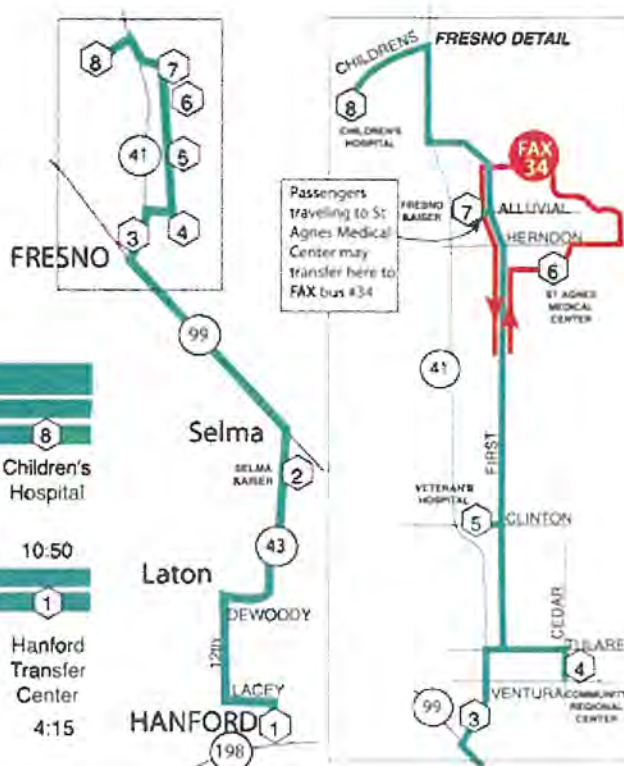 8
7
6
41
5
3
4
FRESNO
99
8
Children's
Hospital
10:50
1
Hanford
Transfer
Center
4:15
Selma
SELMA
KAISER
2
43
Laton
DEWOODY
12th
LACEY
HANFORD
1
198
FRESNO DETAIL
CHILDRENS
8
CHILDREN'S
HOSPITAL
FAX
34
Passengers
traveling to St
Agnes Medical
Center may
transfer here to
FAX bus #34
FRESNO
KAISER
7
ALLUVIAL
HERNDON
6
ST AGNES
MEDICAL
CENTER
41
FIRST
VETERAN'S
HOSPITAL
5
CLINTON
CEDAR
TULARE
4
VENTURA
COMMUNITY
REGIONAL
CENTER
99
3